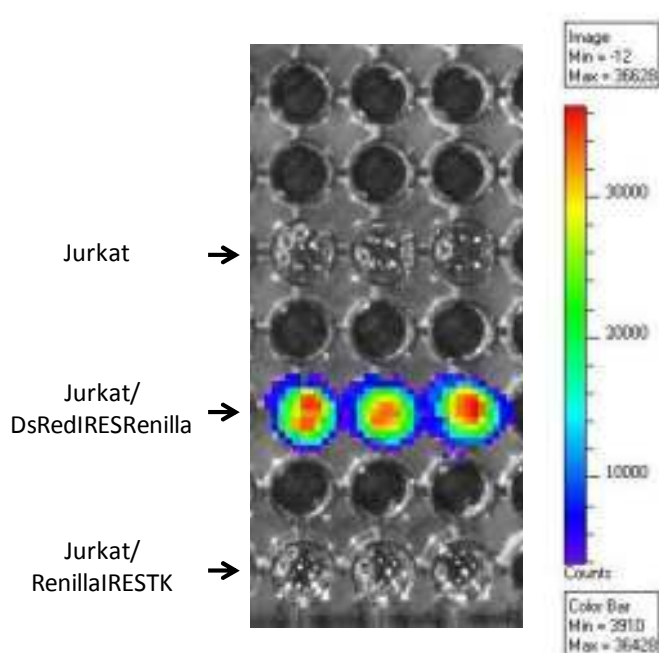 Image
Min = -12
Max = 36628
30000
20000
10000
Counts
Color Bar
Min = 3910
Max = 36428
Jurkat
Jurkat/
DsRedIRESRenilla
Jurkat/
RenillaIRESTK